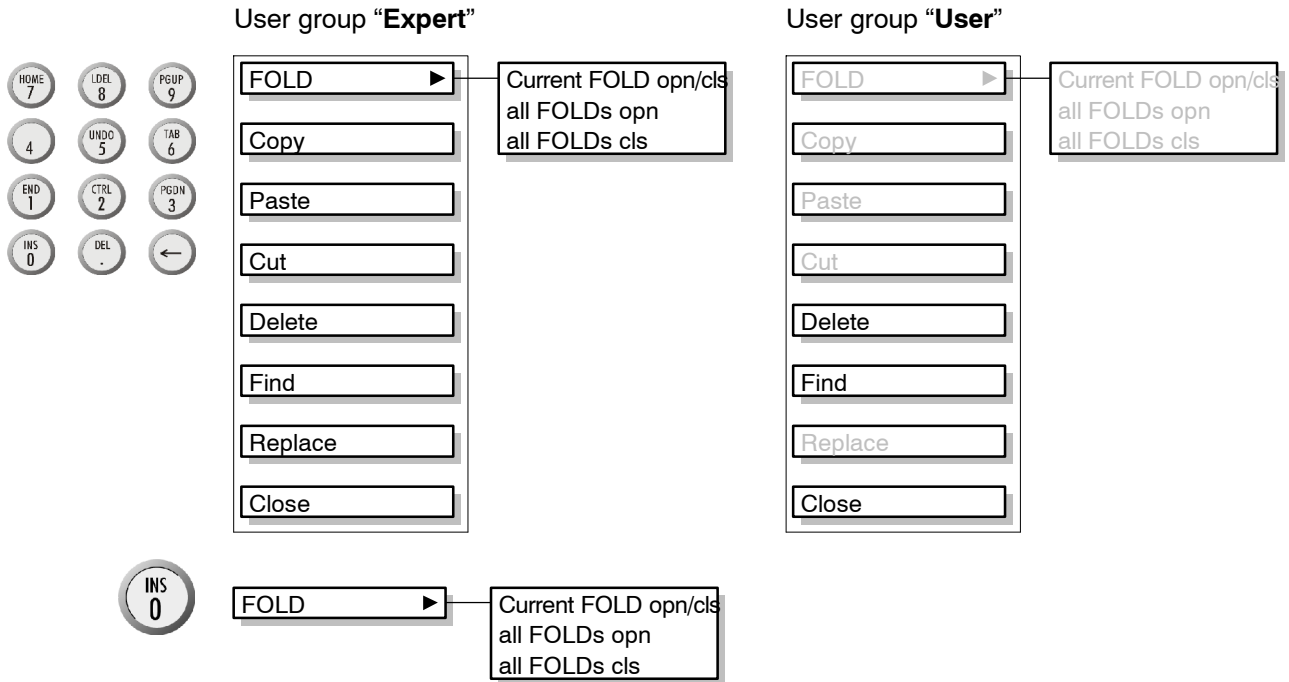 User group “Expert”
User group “User”
HOME
7
LDEL
8
PGUP
9
4
UNDO
5
TAB
6
END
1
CTRL
2
PGDN
3
INS
0
DEL
.
←
FOLD ►
Current FOLD opn/cls
all FOLDs opn
all FOLDs cls
Copy
Paste
Cut
Delete
Find
Replace
Close
FOLD ►
Current FOLD opn/cls
all FOLDs opn
all FOLDs cls
Copy
Paste
Cut
Delete
Find
Replace
Close
INS
0
FOLD ►
Current FOLD opn/cls
all FOLDs opn
all FOLDs cls